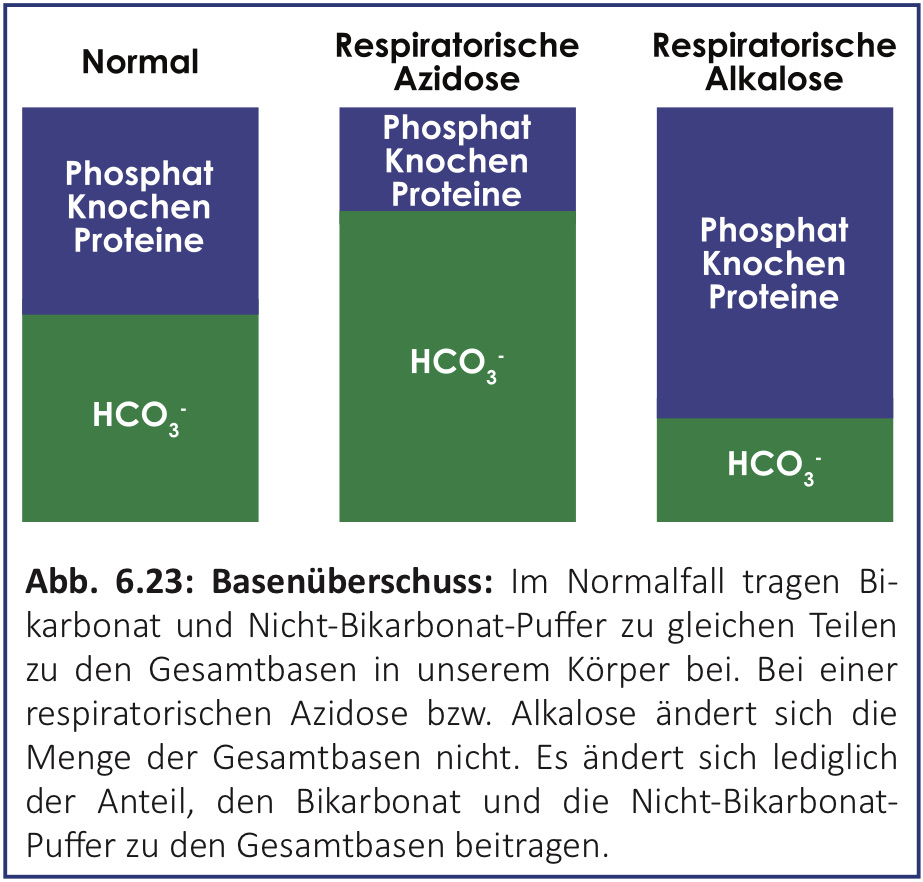 Normal
Respiratorische
Azidose
Respiratorische
Alkalose
Phosphat
Knochen
Proteine
HCO₃⁻
Phosphat
Knochen
Proteine
HCO₃⁻
Phosphat
Knochen
Proteine
HCO₃⁻
Abb. 6.23: Basenüberschuss: Im Normalfall tragen Bi-
karbonat und Nicht-Bikarbonat-Puffer zu gleichen Teilen
zu den Gesamtbasen in unserem Körper bei. Bei einer
respiratorischen Azidose bzw. Alkalose ändert sich die
Menge der Gesamtbasen nicht. Es ändert sich lediglich
der Anteil, den Bikarbonat und die Nicht-Bikarbonat-
Puffer zu den Gesamtbasen beitragen.